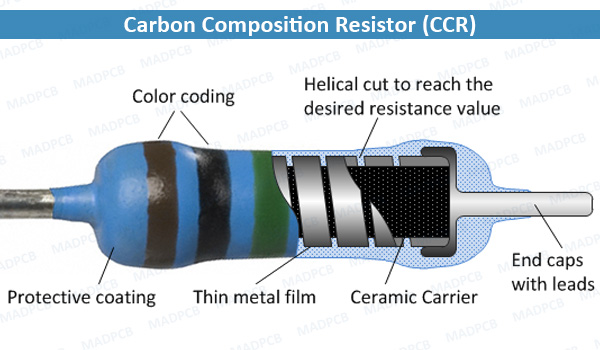 Carbon Composition Resistor (CCR)
Color coding
Helical cut to reach the
desired resistance value
Protective coating
Thin metal film
Ceramic Carrier
End caps
with leads
MADPCB